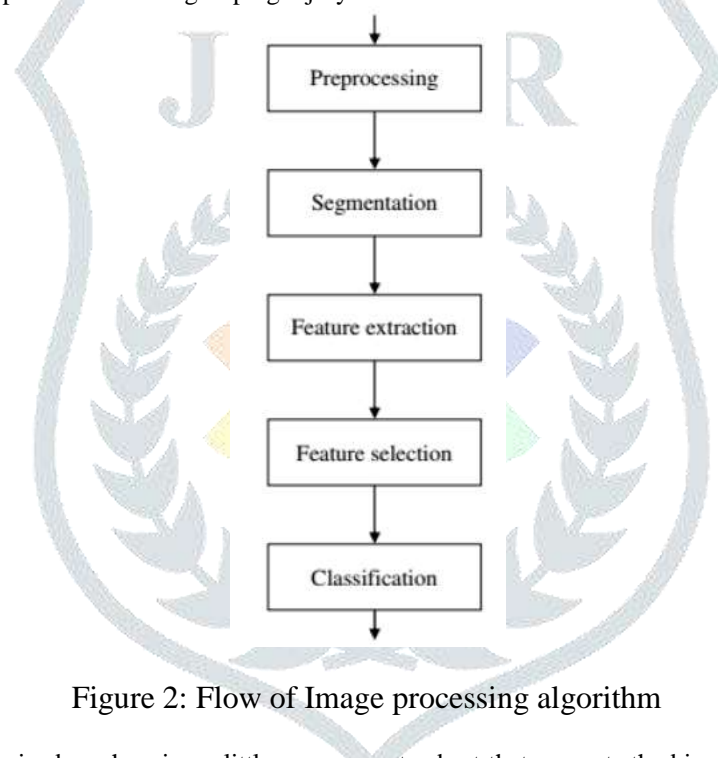 J R
Preprocessing
Segmentation
Feature extraction
Feature selection
Classification
Figure 2: Flow of Image processing algorithm